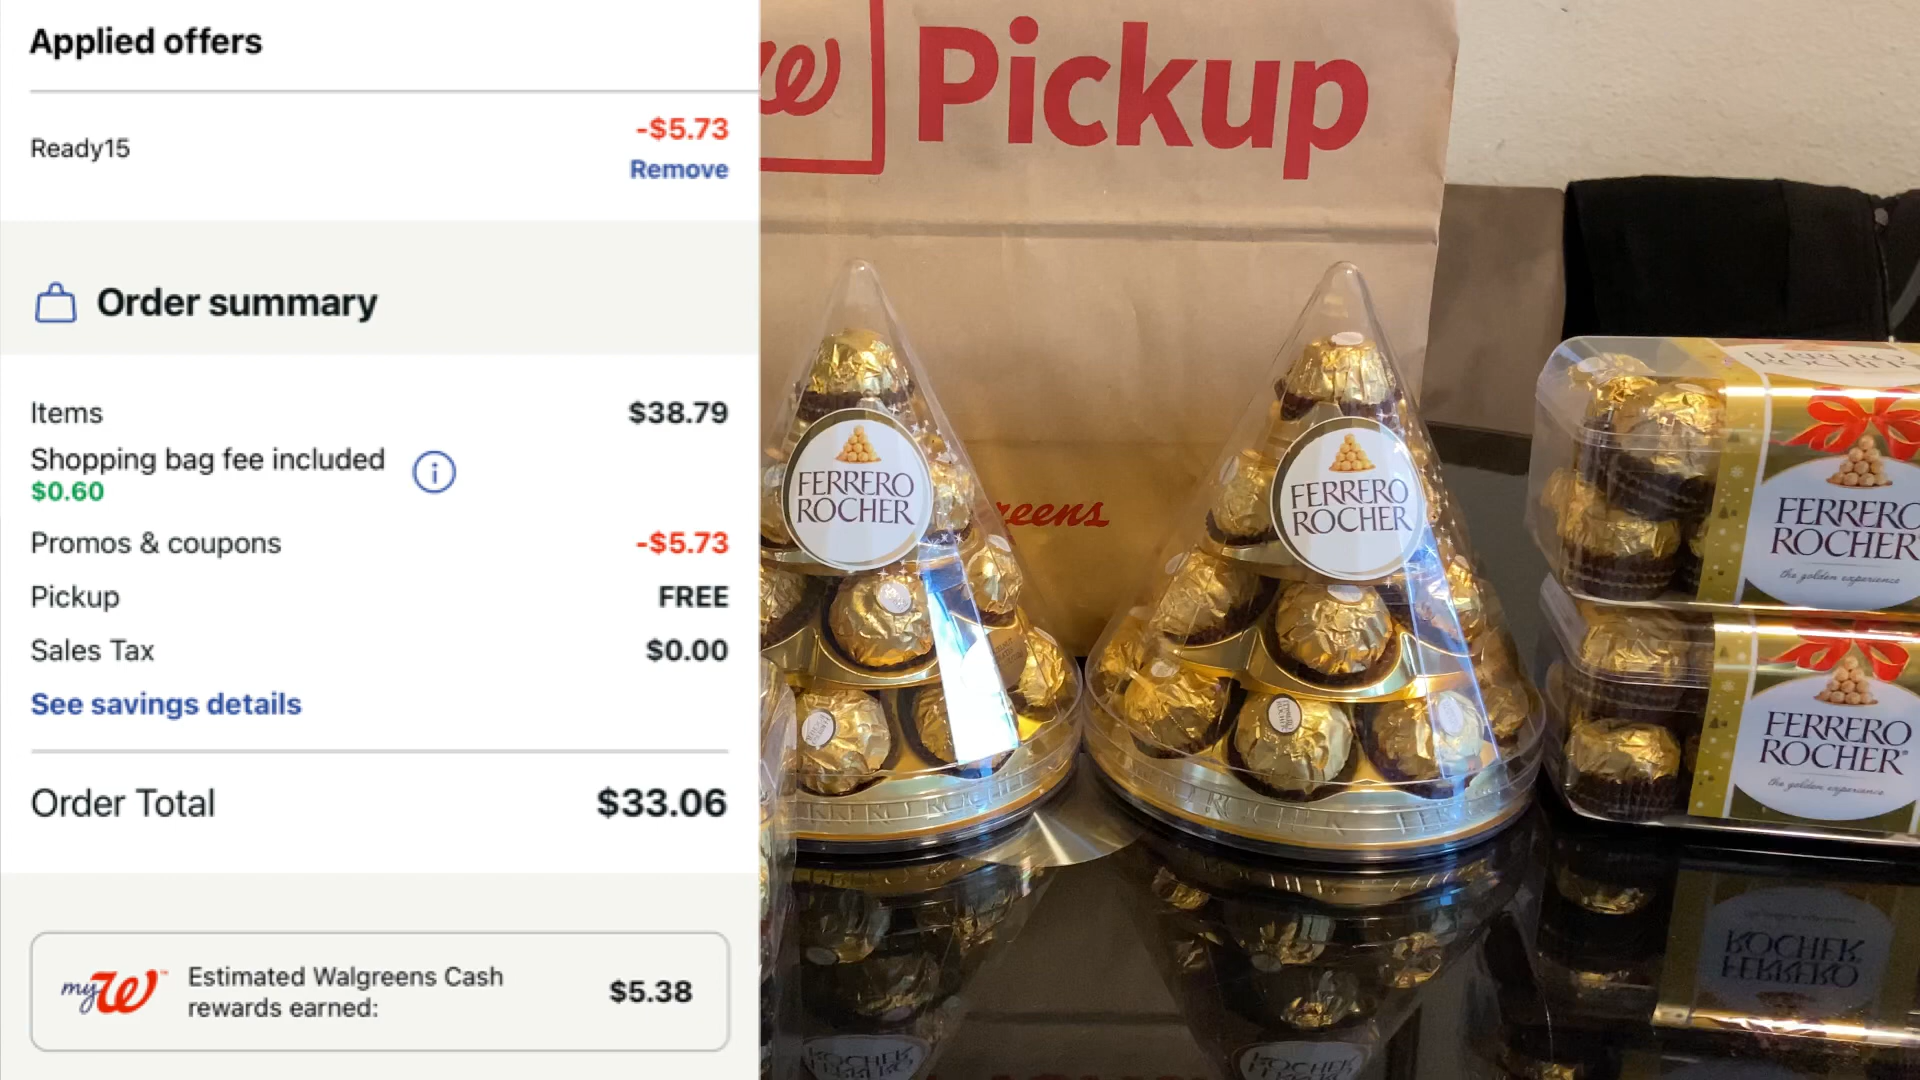 Applied offers
Ready15
-$5.73
Remove
Order summary
Items $38.79
Shopping bag fee included
$0.60
Promos & coupons -$5.73
Pickup FREE
Sales Tax $0.00
See savings details
Order Total $33.06
myW™ Estimated Walgreens Cash
rewards earned:
$5.38
W Pickup
reens
FERRERO
ROCHER
FERRERO
ROCHER
FERRERO
ROCHER
the golden experience
FERRERO
ROCHER®
the golden experience